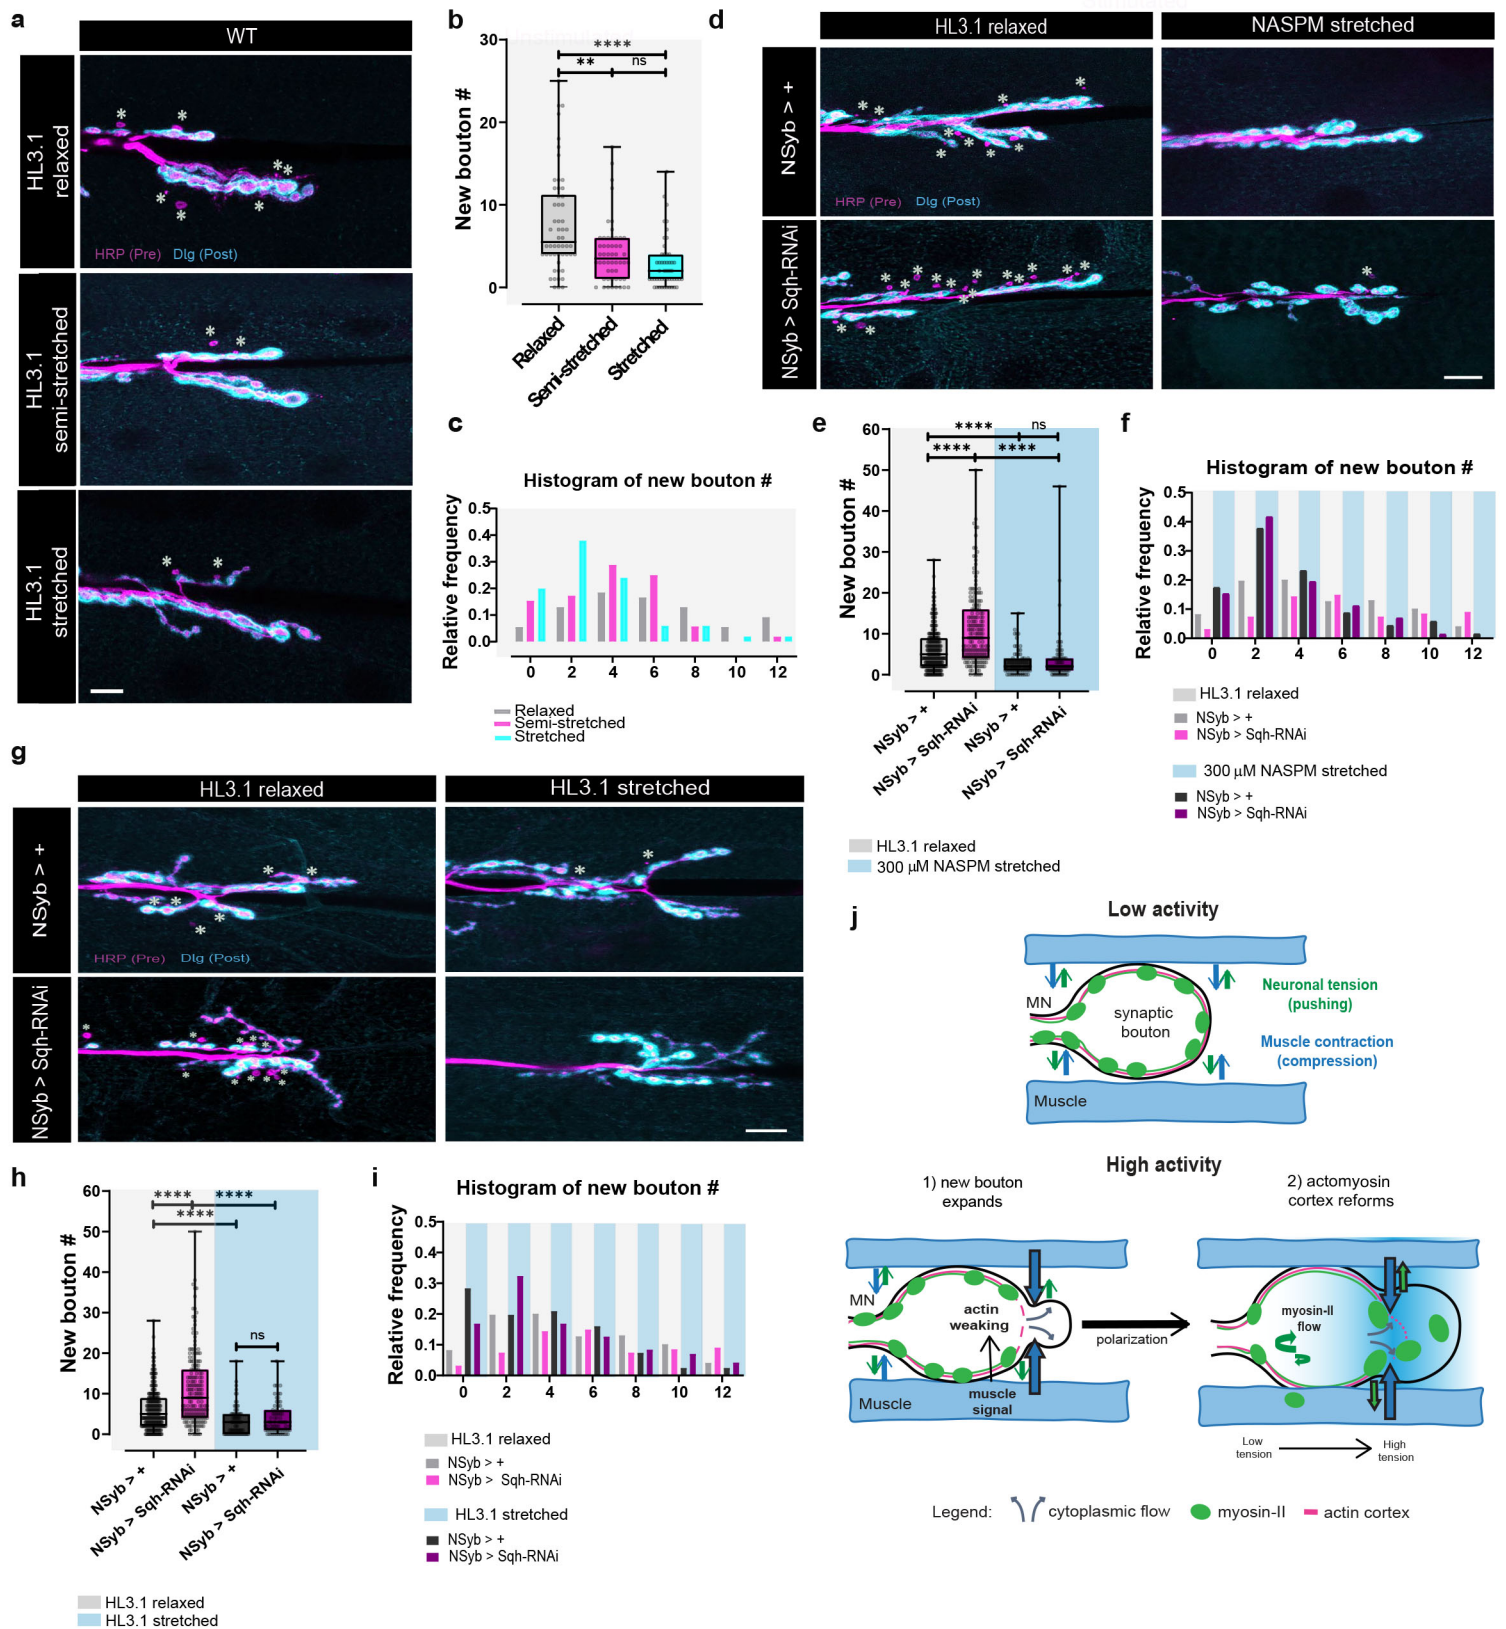 a
WT
HL3.1
relaxed
HRP (Pre) Dlg (Post)
HL3.1
semi-stretched
HL3.1
stretched
b
New bouton #
30
20
10
0
****
** ns
Relaxed
Semi-stretched
Stretched
c
Histogram of new bouton #
Relative frequency
0.5
0.4
0.3
0.2
0.1
0.0
0 2 4 6 8 10 12
Relaxed
Semi-stretched
Stretched
d
HL3.1 relaxed
NASPM stretched
NSyb > +
HRP (Pre) Dlg (Post)
NSyb > Sqh-RNAi
e
New bouton #
60
50
40
30
20
10
0
**** ns
**** ****
NSyb > +
NSyb > Sqh-RNAi
NSyb > +
NSyb > Sqh-RNAi
HL3.1 relaxed
300 µM NASPM stretched
f
Histogram of new bouton #
Relative frequency
0.5
0.4
0.3
0.2
0.1
0.0
0 2 4 6 8 10 12
HL3.1 relaxed
NSyb > +
NSyb > Sqh-RNAi
300 µM NASPM stretched
NSyb > +
NSyb > Sqh-RNAi
g
HL3.1 relaxed
HL3.1 stretched
NSyb > +
HRP (Pre) Dlg (Post)
NSyb > Sqh-RNAi
h
New bouton #
60
50
40
30
20
10
0
**** ****
****
ns
NSyb > +
NSyb > Sqh-RNAi
NSyb > +
NSyb > Sqh-RNAi
HL3.1 relaxed
HL3.1 stretched
i
Histogram of new bouton #
Relative frequency
0.5
0.4
0.3
0.2
0.1
0.0
0 2 4 6 8 10 12
HL3.1 relaxed
NSyb > +
NSyb > Sqh-RNAi
HL3.1 stretched
NSyb > +
NSyb > Sqh-RNAi
j
Low activity
MN
synaptic
bouton
Muscle
Neuronal tension
(pushing)
Muscle contraction
(compression)
High activity
1) new bouton
expands
2) actomyosin
cortex reforms
MN
actin
weaking
Muscle
muscle
signal
polarization
myosin-II
flow
Low
tension
High
tension
Legend: cytoplasmic flow myosin-II actin cortex